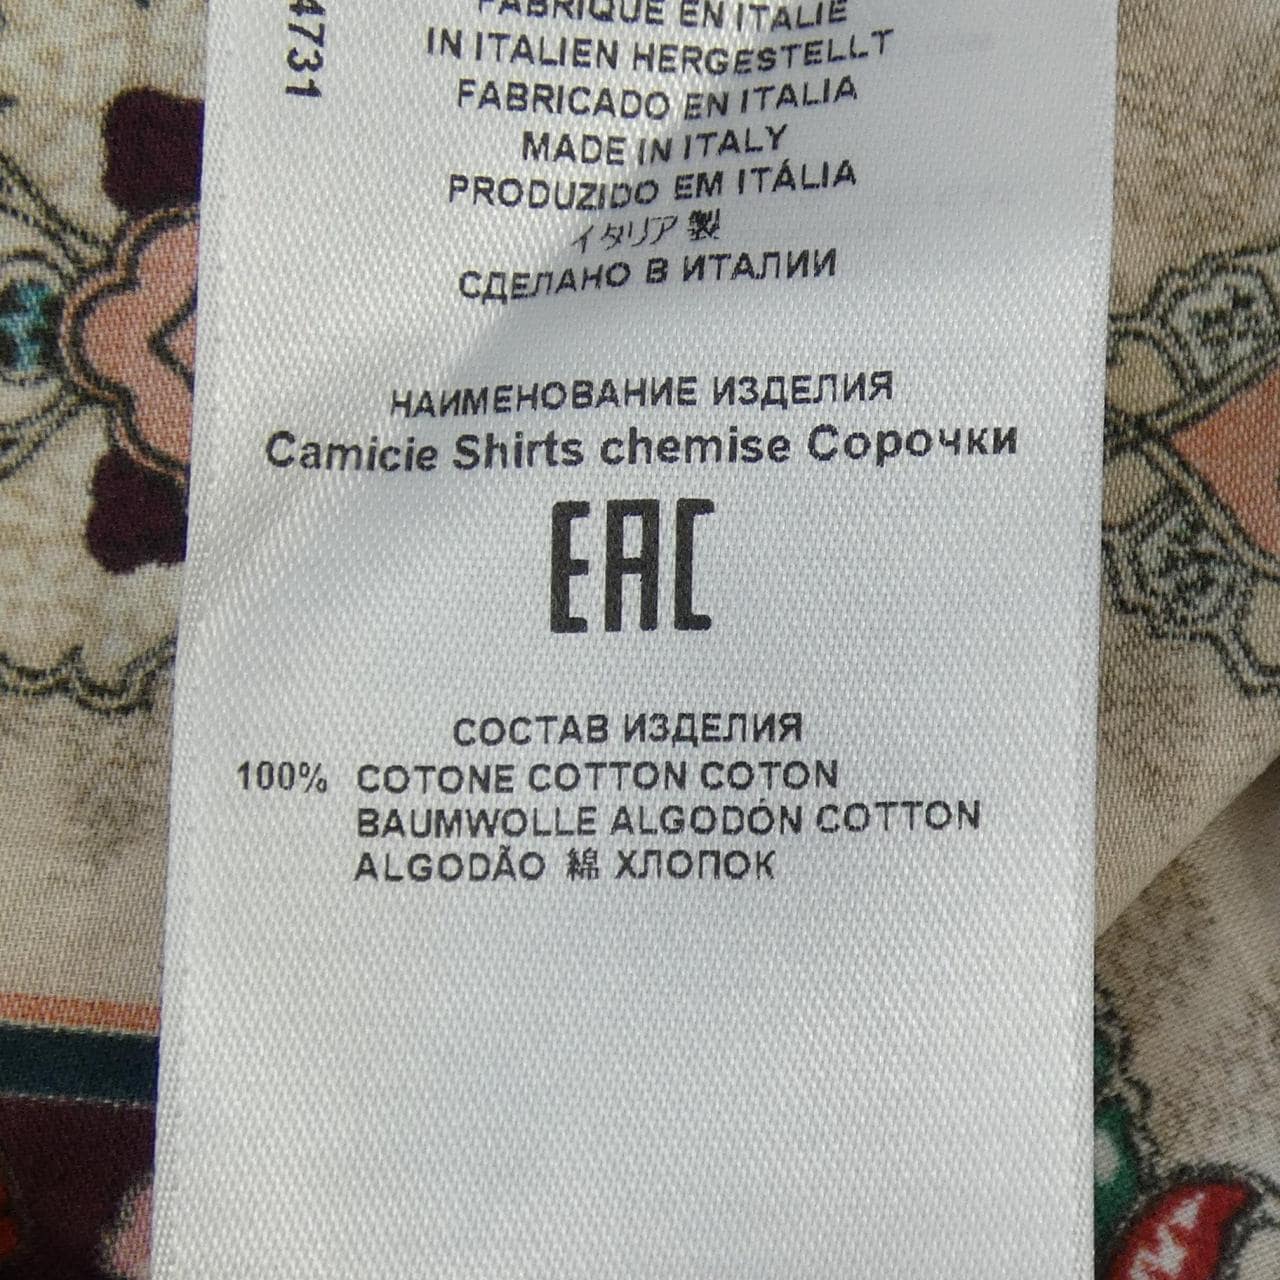 4731
FABRIQUÉ EN ITALIE
IN ITALIEN HERGESTELLT
FABRICADO EN ITALIA
MADE IN ITALY
PRODUZIDO EM ITÁLIA
イタリア製
СДЕЛАНО В ИТАЛИИ
НАИМЕНОВАНИЕ ИЗДЕЛИЯ
Camicie Shirts chemise Сорочки
EAC
СОСТАВ ИЗДЕЛИЯ
100% COTONE COTTON COTON
BAUMWOLLE ALGODÓN COTTON
ALGODÃO 綿 ХЛОПОК